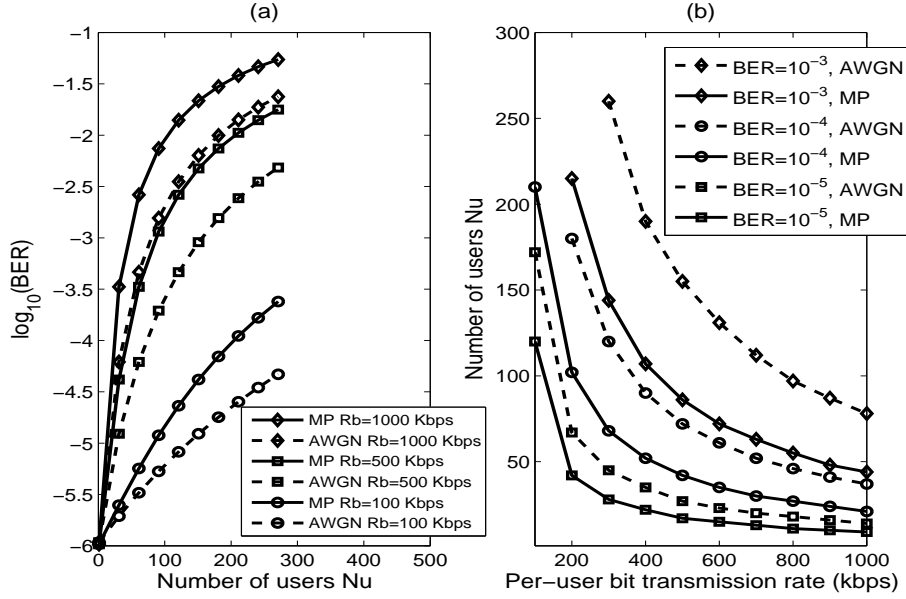 (a)
−1
−1.5
−2
−2.5
−3
−3.5
−4
−4.5
−5
−5.5
−6
log10(BER)
0 100 200 300 400 500
Number of users Nu
MP Rb=1000 Kbps
AWGN Rb=1000 Kbps
MP Rb=500 Kbps
AWGN Rb=500 Kbps
MP Rb=100 Kbps
AWGN Rb=100 Kbps
(b)
300
250
200
150
100
50
Number of users Nu
200 400 600 800 1000
Per−user bit transmission rate (kbps)
BER=10−3, AWGN
BER=10−3, MP
BER=10−4, AWGN
BER=10−4, MP
BER=10−5, AWGN
BER=10−5, MP